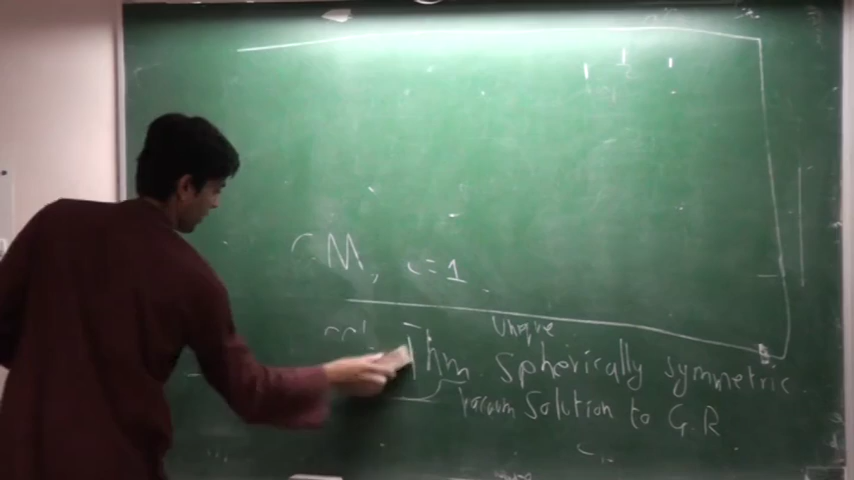 GM, c=1
Unique
Thm Spherically symmetric
Vacuum Solution to G.R.